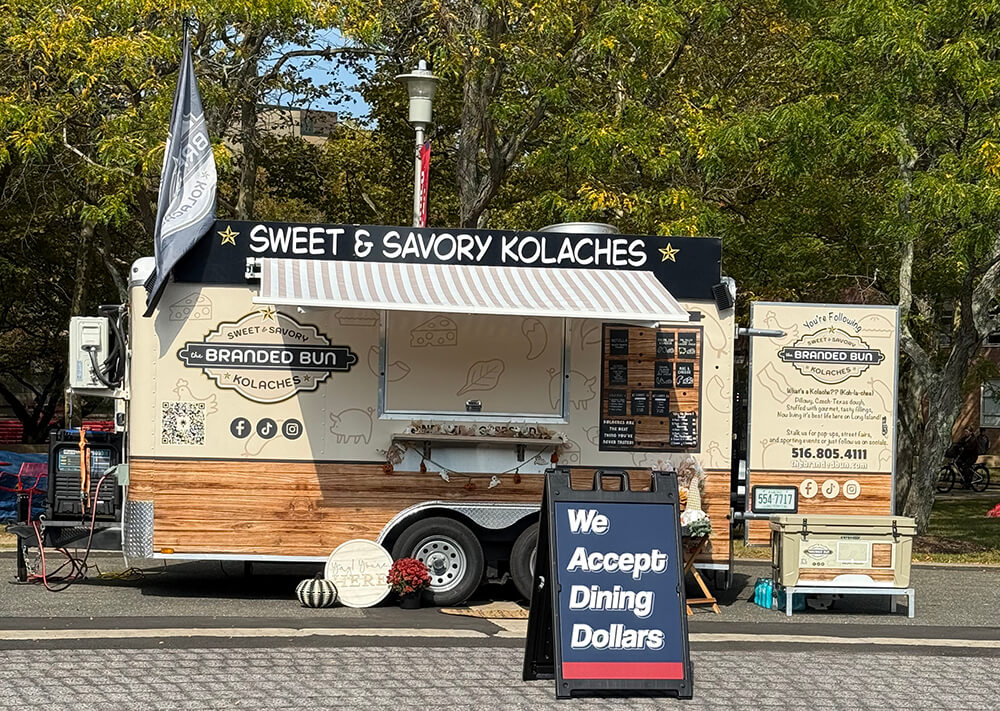 SWEET & SAVORY KOLACHES
SWEET & SAVORY
the BRANDED BUN
KOLACHES
KOLACHES ARE THE
BEST THING YOU'VE
NEVER TASTED!
You're Following
SWEET & SAVORY
the BRANDED BUN
KOLACHES
What's a Kolache?? (Koh-la-chee)
Pillowy, Czech-Texas dough,
Stuffed with gourmet, tasty fillings,
Now living it's best life here on Long Island!
Stalk us for pop-ups, street fairs,
and sporting events or just follow us on socials.
516.805.4111
thebrandedbun.com
554-7717
HERE
We
Accept
Dining
Dollars